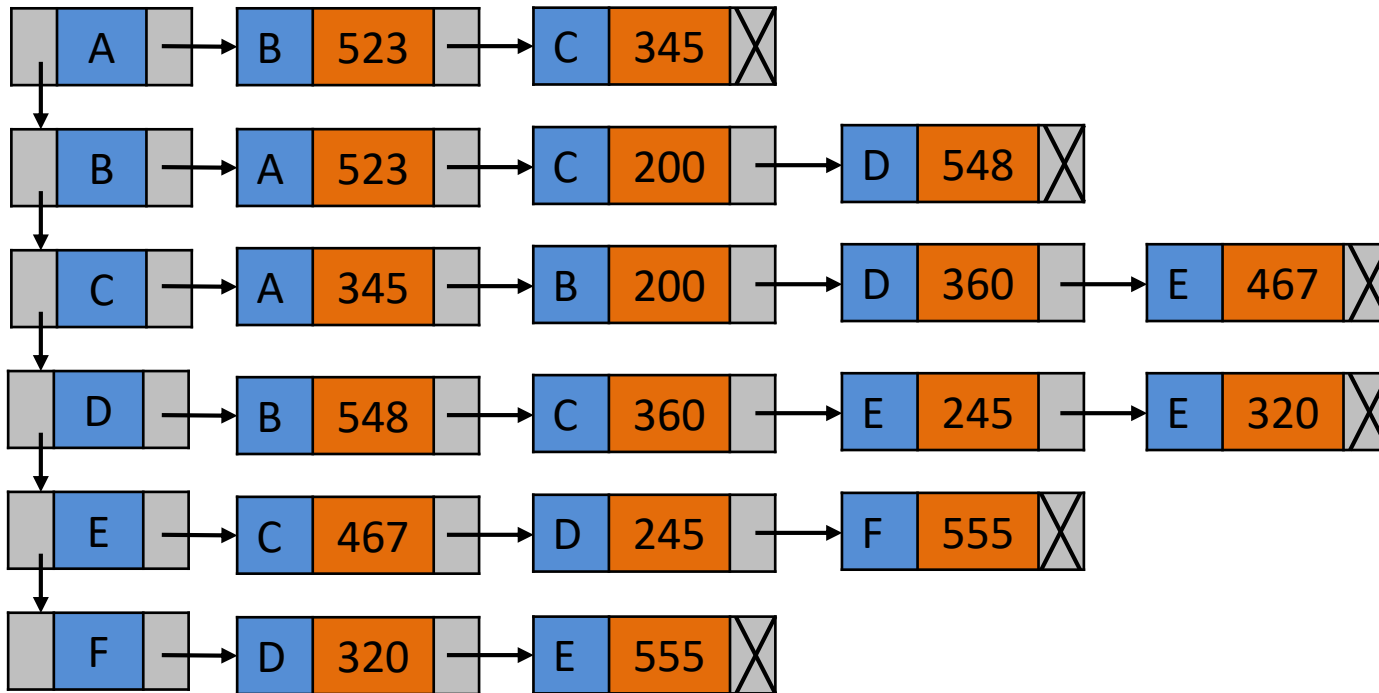 A B 523 C 345
B A 523 C 200 D 548
C A 345 B 200 D 360 E 467
D B 548 C 360 E 245 E 320
E C 467 D 245 F 555
F D 320 E 555